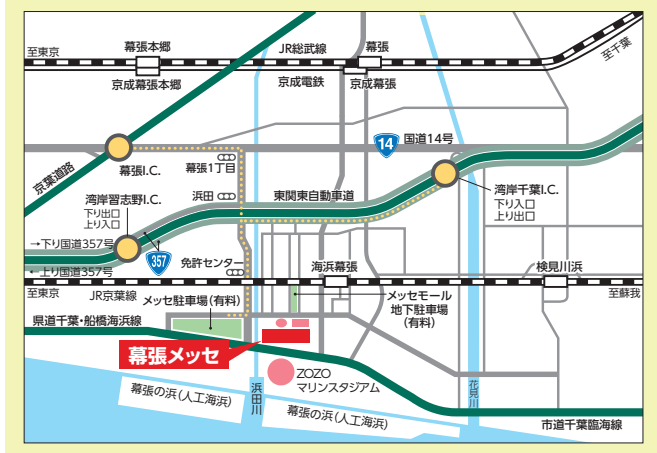 至東京
幕張本郷
JR総武線
幕張
至千葉
京成幕張本郷
京成電鉄
京成幕張
14
国道14号
幕張I.C.
幕張1丁目
京葉道路
湾岸習志野I.C.
下り出口
上り入口
浜田
東関東自動車道
湾岸千葉I.C.
下り入口
上り出口
→下り国道357号
357
免許センター
海浜幕張
検見川浜
←上り国道357号
至東京
JR京葉線
至蘇我
メッセ駐車場(有料)
メッセモール
地下駐車場
(有料)
県道千葉・船橋海浜線
幕張メッセ
ZOZO
マリンスタジアム
幕張の浜(人工海浜)
浜田川
幕張の浜(人工海浜)
花見川
市道千葉臨海線